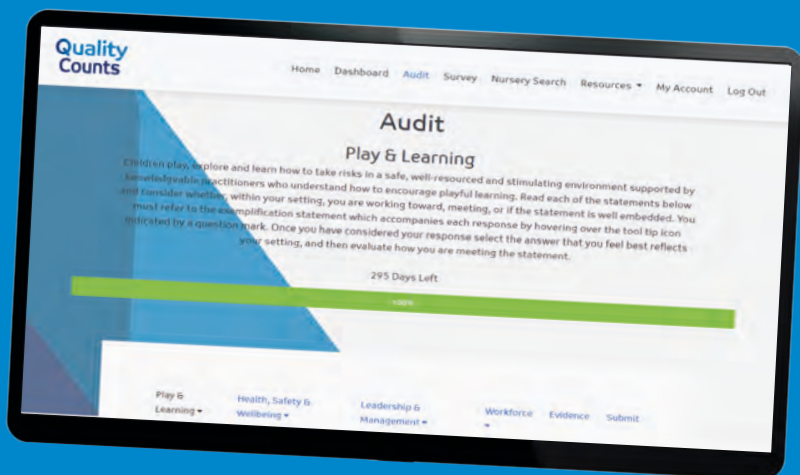 Quality
Counts
Home Dashboard Audit Survey Nursery Search Resources My Account Log Out
Audit
Play & Learning
Children play, explore and learn how to take risks in a safe, well-resourced and stimulating environment supported by
knowledgeable practitioners who understand how to encourage playful learning. Read each of the statements below
and consider whether, within your setting, you are working toward, meeting, or if the statement is well embedded. You
must refer to the exemplification statement which accompanies each response by hovering over the tool tip icon
indicated by a question mark. Once you have considered your response select the answer that you feel best reflects
your setting, and then evaluate how you are meeting the statement.
295 Days Left
100%
Play &
Learning
Health, Safety &
Wellbeing
Leadership &
Management
Workforce
Evidence
Submit